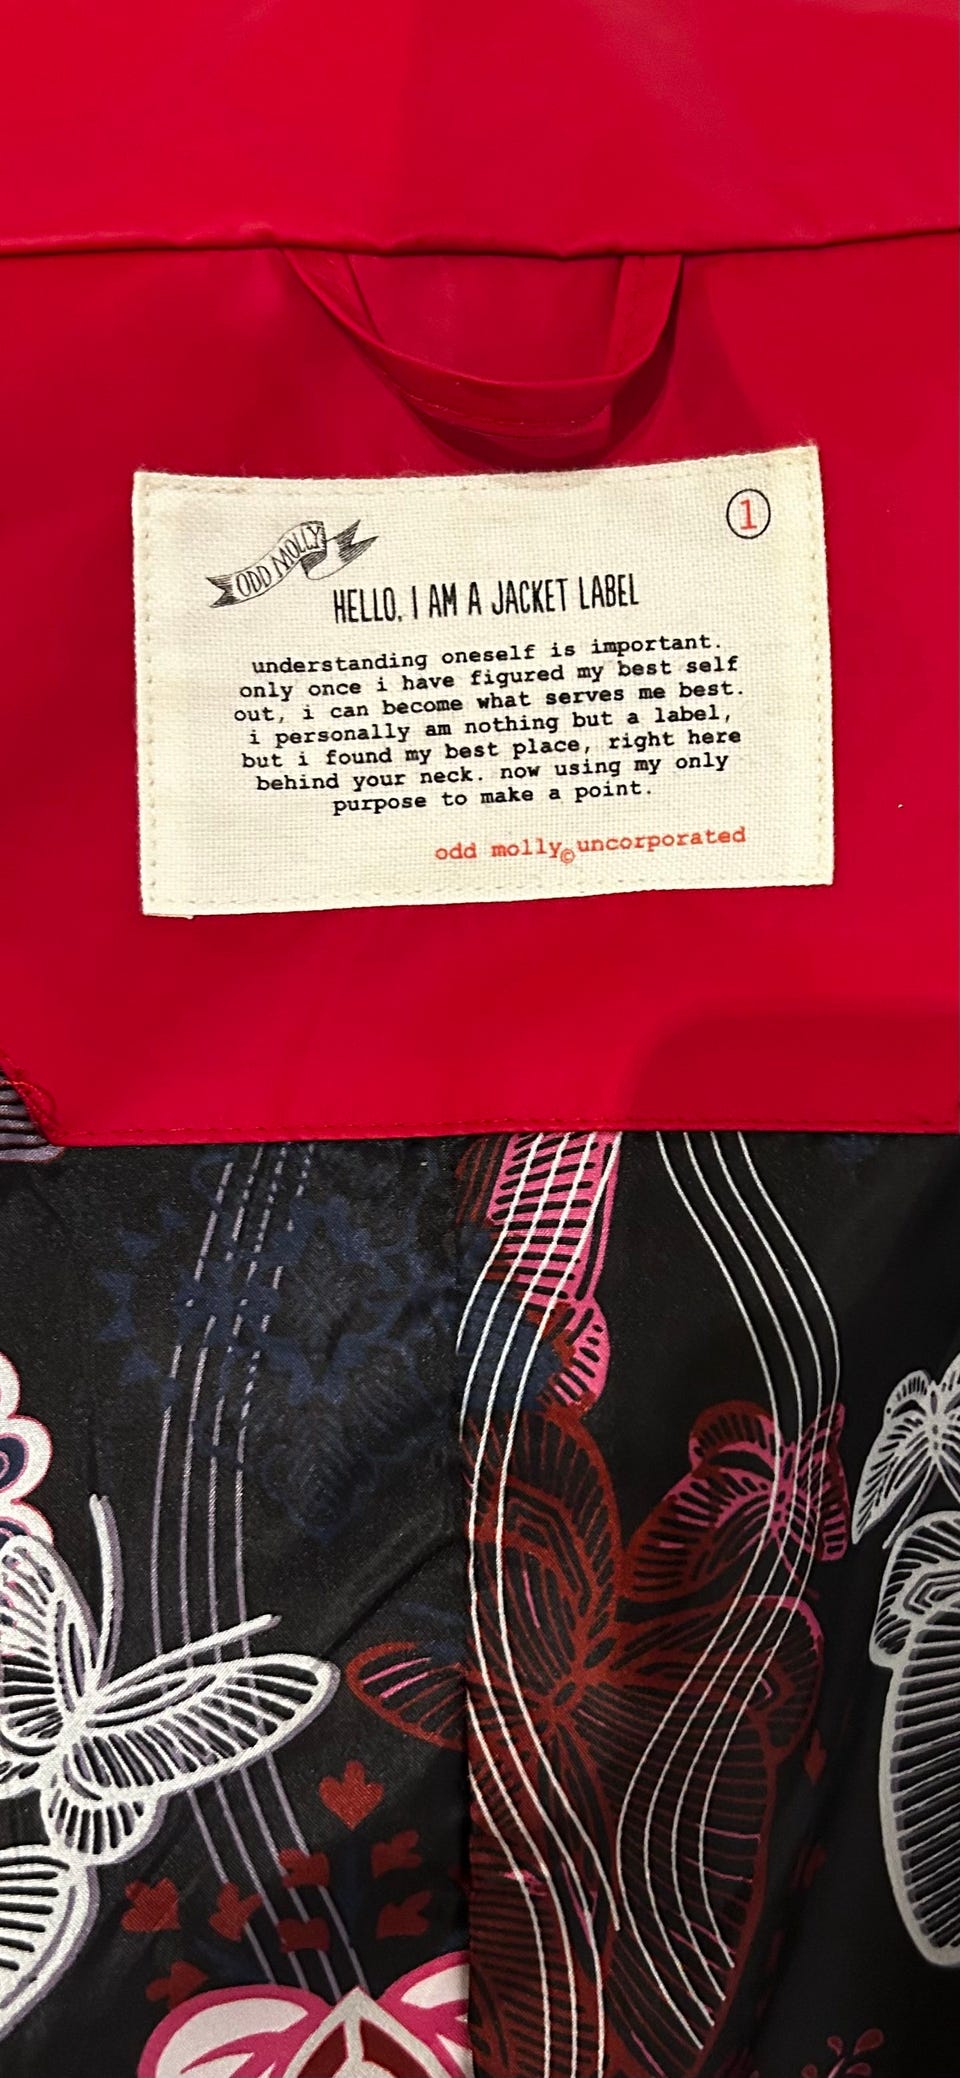 ODD MOLLY
1
HELLO, I AM A JACKET LABEL
understanding oneself is important.
only once i have figured my best self
out, i can become what serves me best.
i personally am nothing but a label,
but i found my best place, right here
behind your neck. now using my only
purpose to make a point.
odd molly©uncorporated